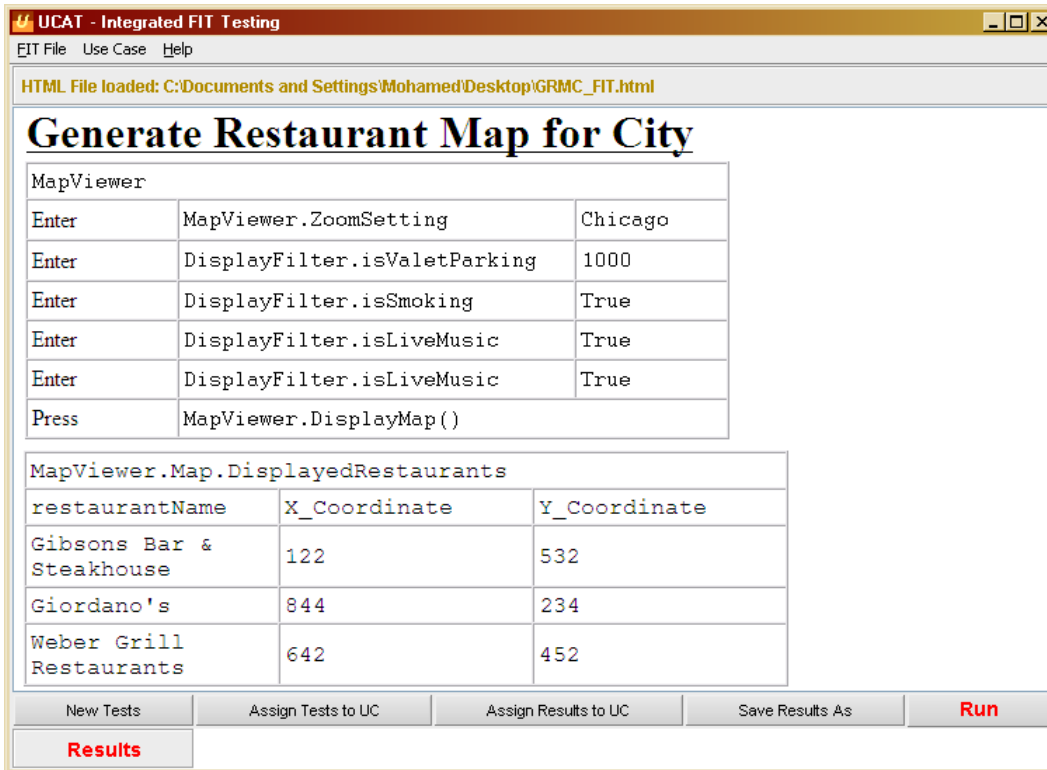 UCAT - Integrated FIT Testing
FIT File Use Case Help
HTML File loaded: C:\Documents and Settings\Mohamed\Desktop\GRMC_FIT.html
Generate Restaurant Map for City
MapViewer
Enter MapViewer.ZoomSetting Chicago
Enter DisplayFilter.isValetParking 1000
Enter DisplayFilter.isSmoking True
Enter DisplayFilter.isLiveMusic True
Enter DisplayFilter.isLiveMusic True
Press MapViewer.DisplayMap()
MapViewer.Map.DisplayedRestaurants
restaurantName X_Coordinate Y_Coordinate
Gibsons Bar &
Steakhouse 122 532
Giordano's 844 234
Weber Grill
Restaurants 642 452
New Tests Assign Tests to UC Assign Results to UC Save Results As Run
Results